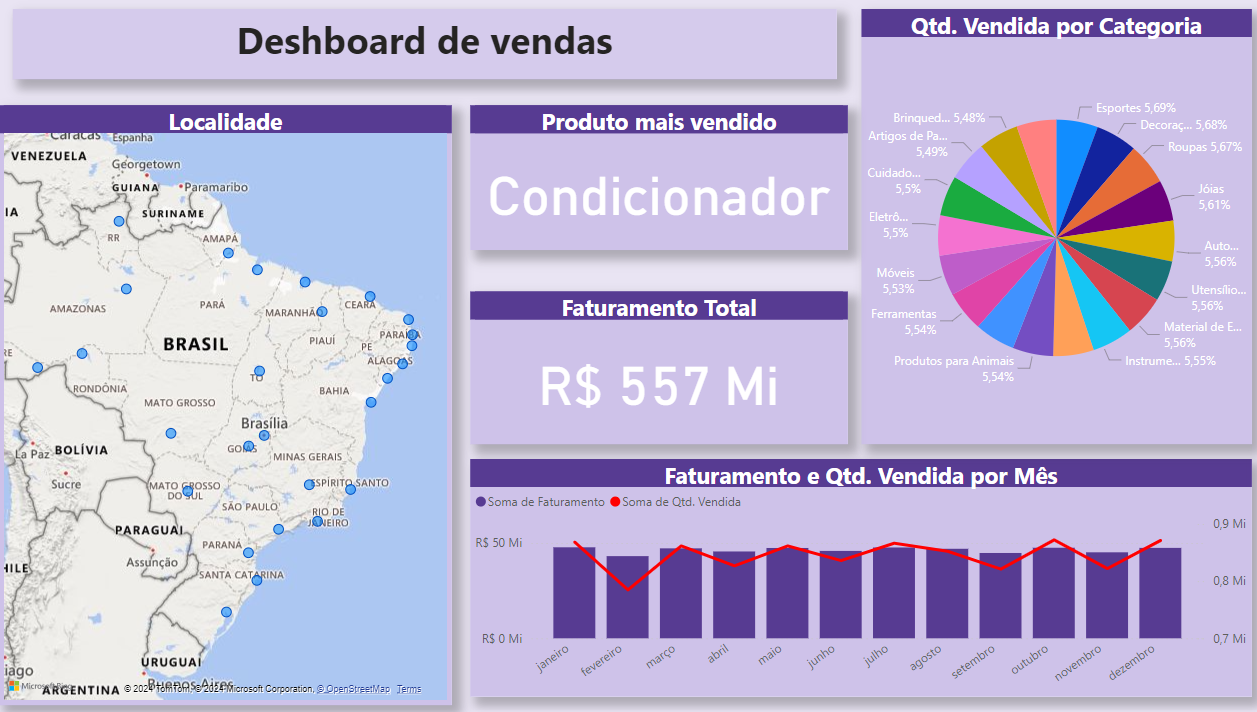 Deshboard de vendas
Localidade
Caracas
Espanha
VENEZUELA
Georgetown
GUIANA
Paramaribo
SURINAME
IA
RR
AMAPÁ
AMAZONAS
PARÁ
MARANHÃO
CEARÁ
BRASIL
PIAUÍ
PARAÍBA
PE
RE
ALAGOAS
TO
RONDÔNIA
BAHIA
MATO GROSSO
Brasília
GOIÁS
La Paz
BOLÍVIA
MINAS GERAIS
Sucre
MATO GROSSO
DO SUL
ESPÍRITO SANTO
SÃO PAULO
RIO DE
JANEIRO
PARAGUAI
PARANÁ
Assunção
HILE
SANTA CATARINA
URUGUAI
iago
Buenos Aires
ARGENTINA
Microsoft Bing
© 2024 TomTom, © 2024 Microsoft Corporation, © OpenStreetMap Terms
Produto mais vendido
Condicionador
Faturamento Total
R$ 557 Mi
Qtd. Vendida por Categoria
Esportes 5,69%
Decoraç... 5,68%
Roupas 5,67%
Jóias
5,61%
Auto...
5,56%
Utensílio...
5,56%
Material de E...
5,56%
Instrume... 5,55%
Produtos para Animais
5,54%
Ferramentas
5,54%
Móveis
5,53%
Eletrô...
5,5%
Cuidado...
5,5%
Artigos de Pa...
5,49%
Brinqued... 5,48%
Faturamento e Qtd. Vendida por Mês
Soma de Faturamento Soma de Qtd. Vendida
R$ 50 Mi
R$ 0 Mi
0,9 Mi
0,8 Mi
0,7 Mi
janeiro
fevereiro
março
abril
maio
junho
julho
agosto
setembro
outubro
novembro
dezembro